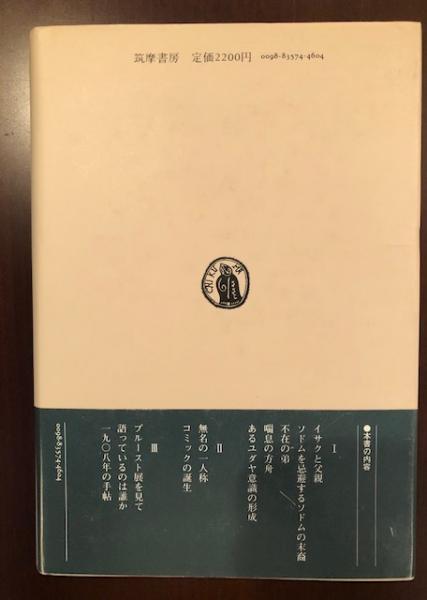 筑摩書房　定価2200円　0098-83574-4604
CHIKUMA
●本書の内容
Ⅰ
イサクと父親
ソドムを忌避するソドムの末裔
不在の弟
喘息の方舟
あるユダヤ意識の形成
Ⅱ
無名の一人称
コミックの誕生
Ⅲ
プルースト展を見て
語っているのは誰か
一九〇八年の手帖
0098-83574-4604